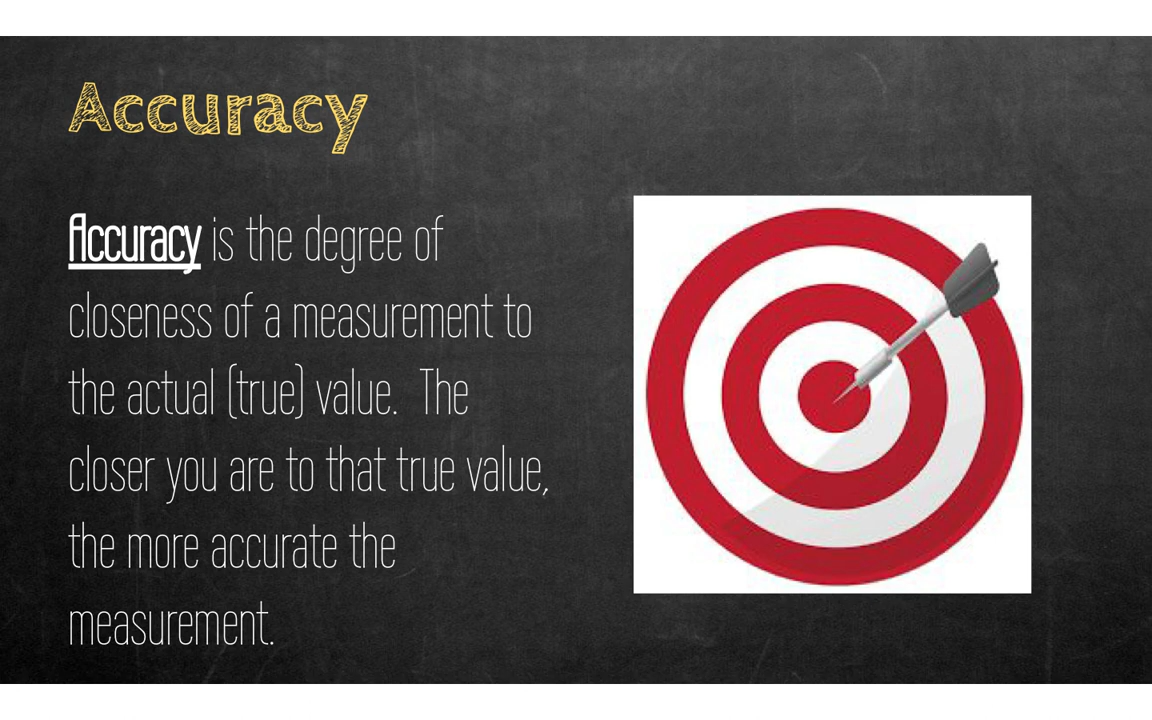 Accuracy
Accuracy is the degree of
closeness of a measurement to
the actual (true) value.  The
closer you are to that true value,
the more accurate the
measurement.